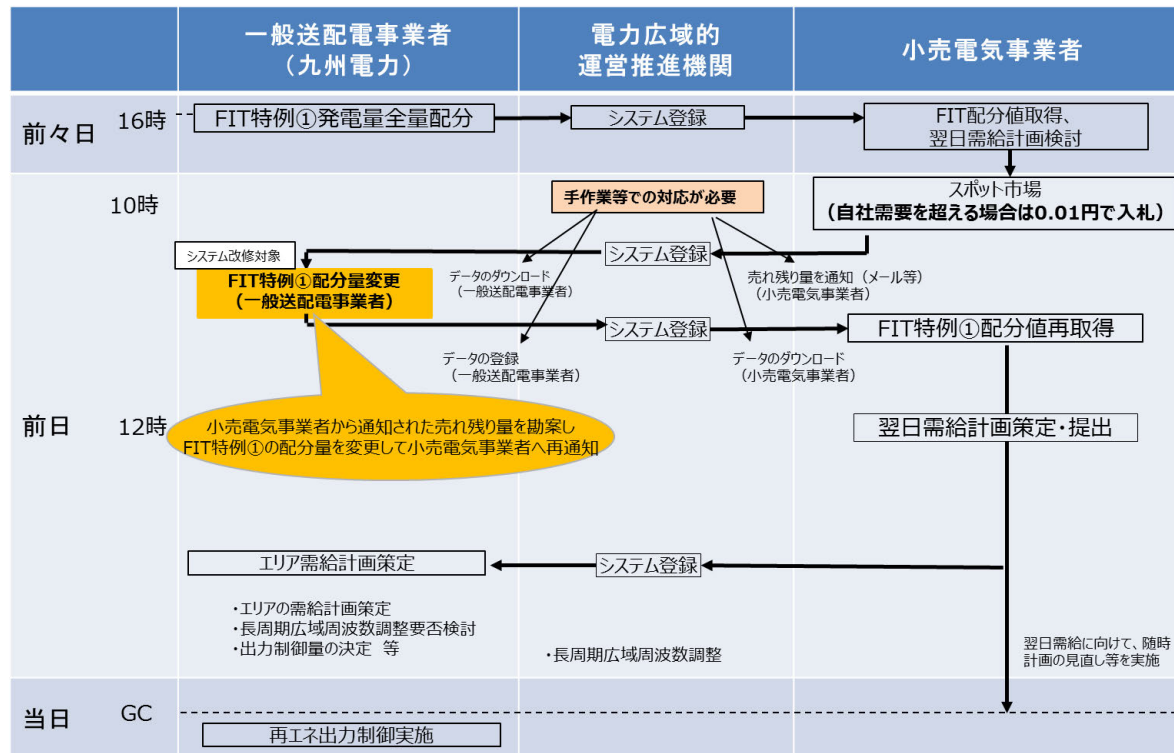 一般送配電事業者
（九州電力）
電力広域的
運営推進機関
小売電気事業者
前々日
16時
FIT特例①発電量全量配分
システム登録
FIT配分値取得、
翌日需給計画検討
10時
手作業等での対応が必要
スポット市場
（自社需要を超える場合は0.01円で入札）
システム改修対象
システム登録
データのダウンロード
（一般送配電事業者）
売れ残り量を通知（メール等）
（小売電気事業者）
FIT特例①配分量変更
（一般送配電事業者）
システム登録
FIT特例①配分値再取得
データの登録
（一般送配電事業者）
データのダウンロード
（小売電気事業者）
前日
12時
小売電気事業者から通知された売れ残り量を勘案し
FIT特例①の配分量を変更して小売電気事業者へ再通知
翌日需給計画策定・提出
エリア需給計画策定
システム登録
・エリアの需給計画策定
・長周期広域周波数調整要否検討
・出力制御量の決定　等
・長周期広域周波数調整
翌日需給に向けて、随時
計画の見直し等を実施
当日
GC
再エネ出力制御実施